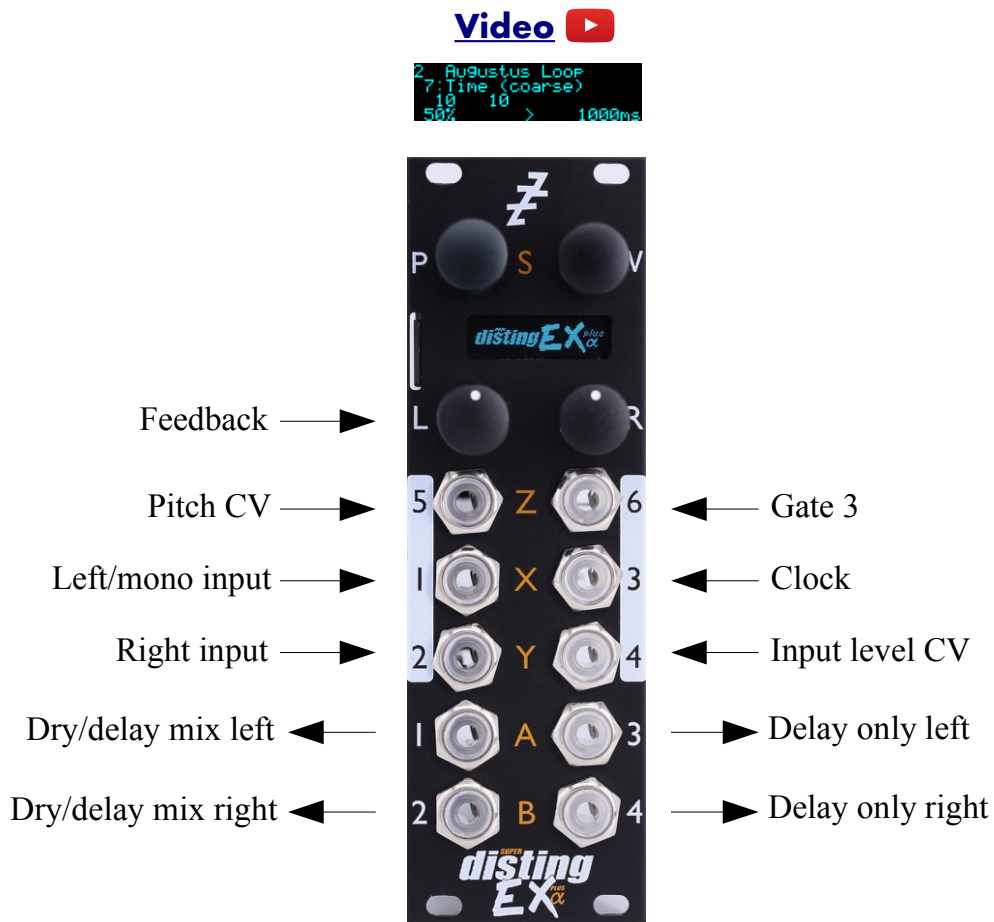 Video
2 Augustus Loop
7:Time (coarse)
10 10
50% > 1000ms
P S V
disting EX plus α
Feedback L R
Pitch CV 5 Z 6 Gate 3
Left/mono input 1 X 3 Clock
Right input 2 Y 4 Input level CV
Dry/delay mix left 1 A 3 Delay only left
Dry/delay mix right 2 B 4 Delay only right
SUPER
disting
EX PLUS α